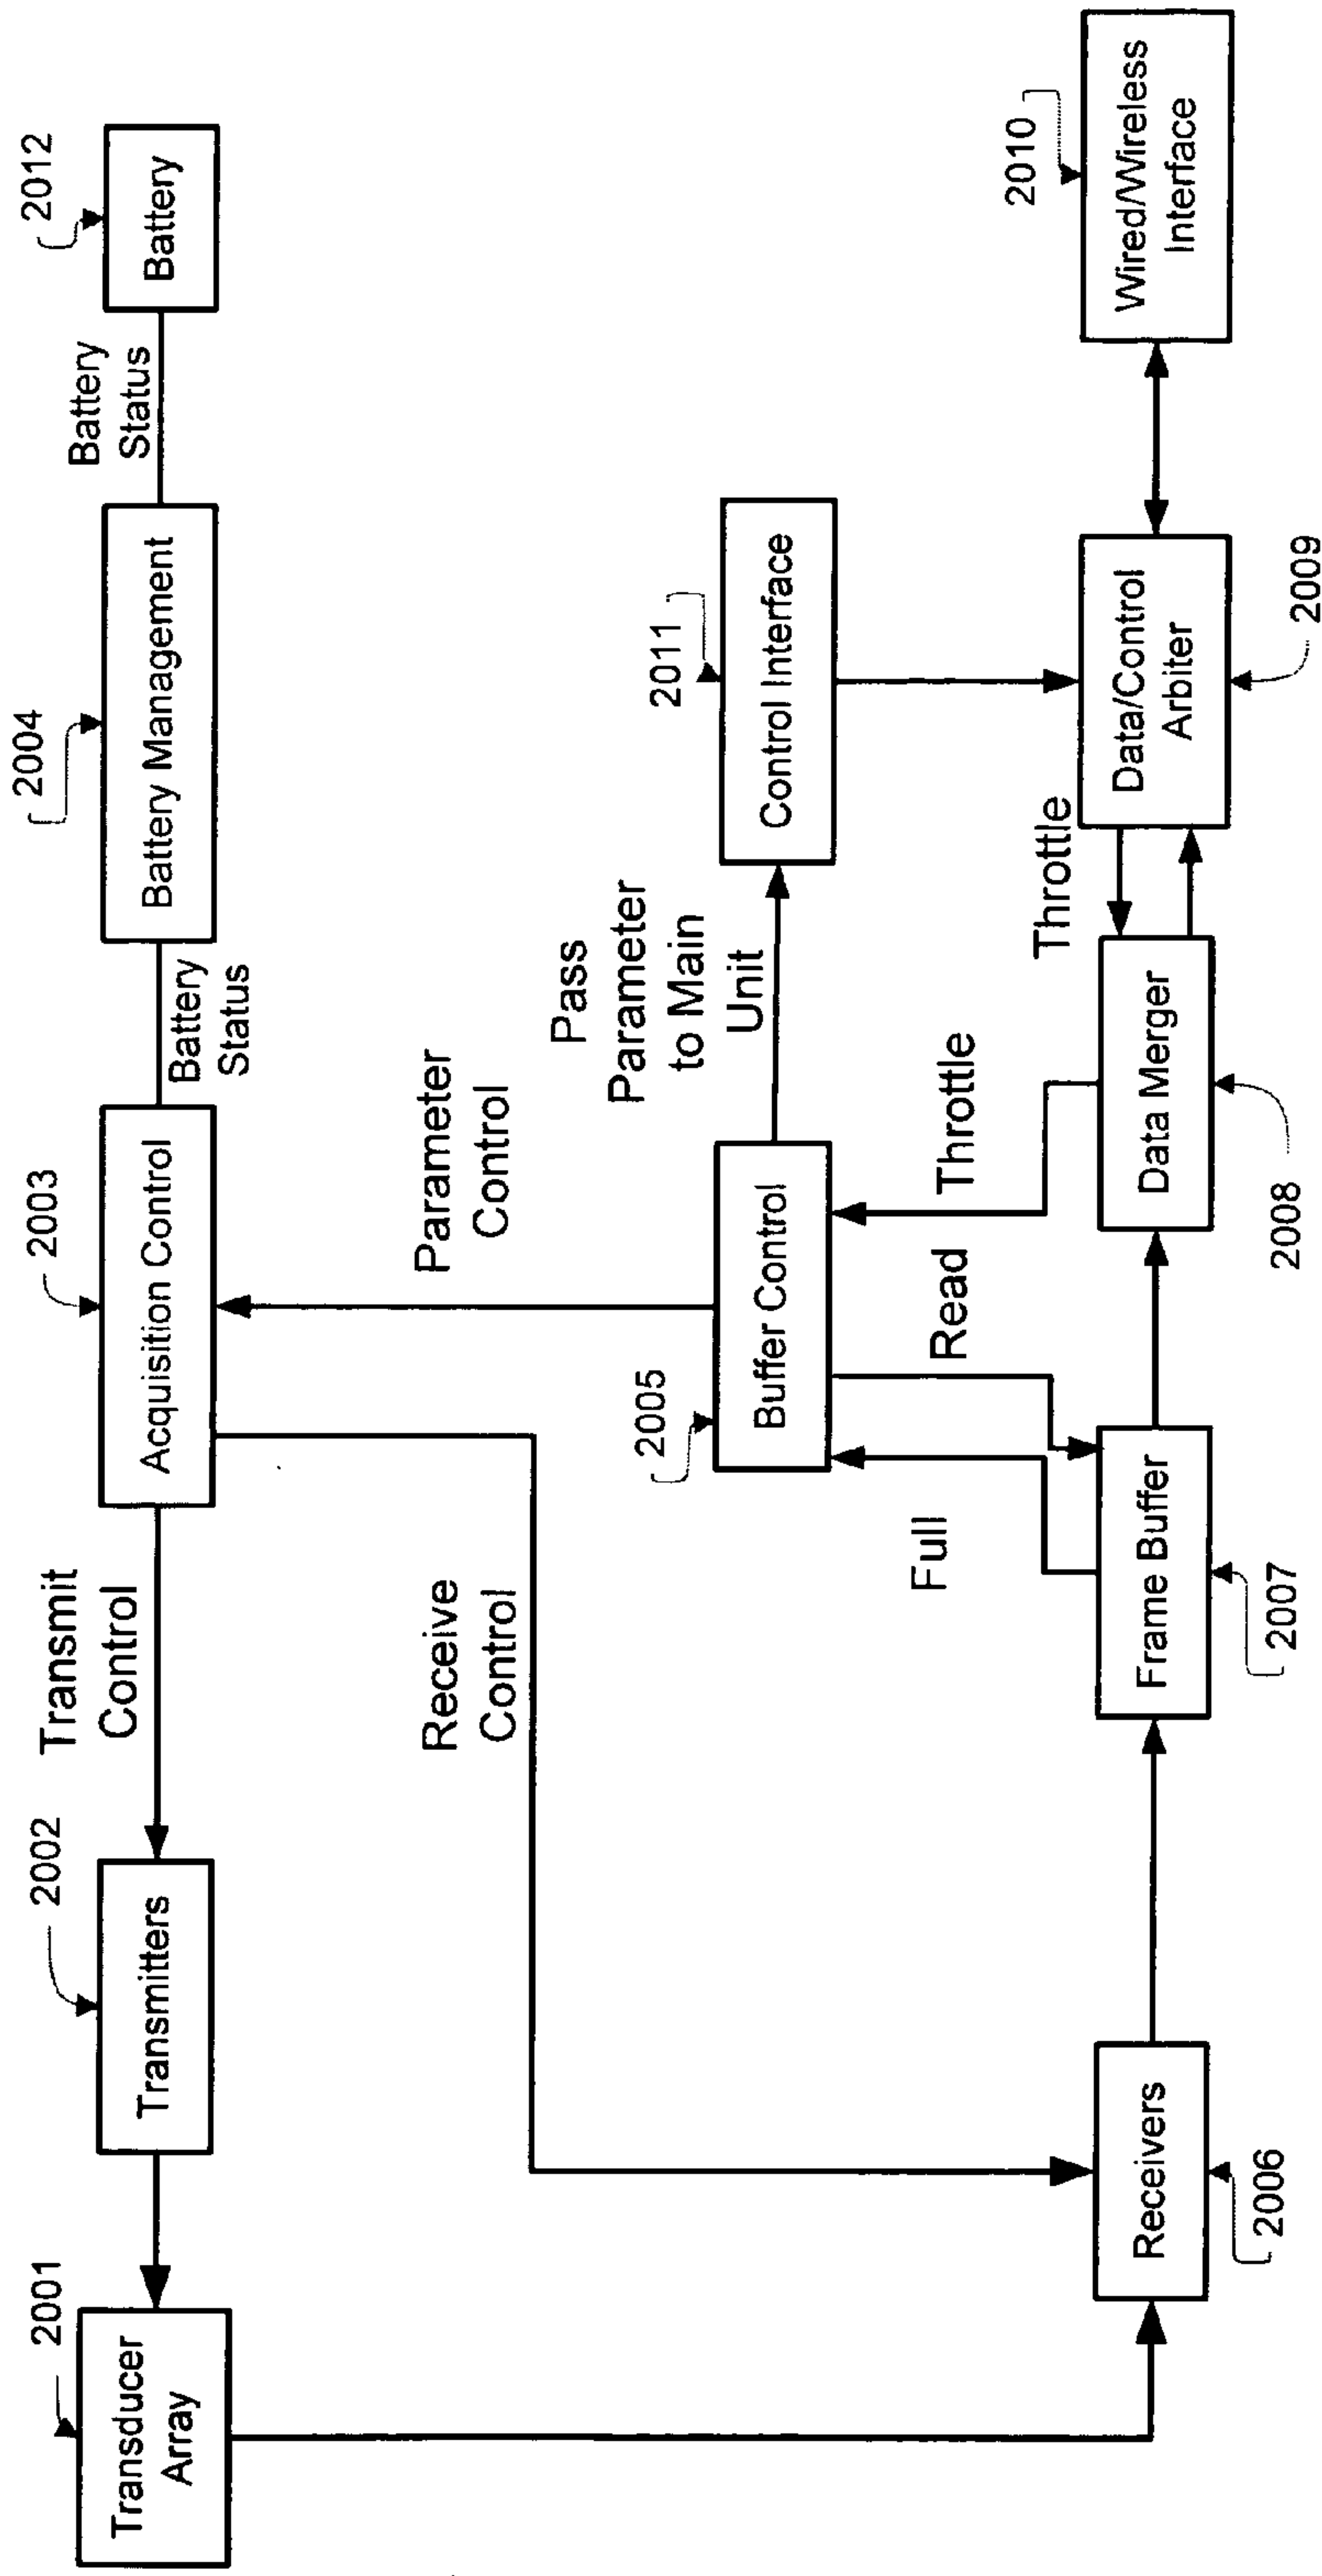 2001
Transducer
Array
2002
Transmitters
Transmit
Control
2003
Acquisition Control
Battery
Status
2004
Battery Management
Battery
Status
2012
Battery
Receive
Control
Parameter
Control
Pass
Parameter
to Main
Unit
2005
Buffer Control
2011
Control Interface
Full
Read
Throttle
Throttle
2010
Receivers
2006
Frame Buffer
2007
Data Merger
2008
Data/Control
Arbiter
2009
Wired/Wireless
Interface